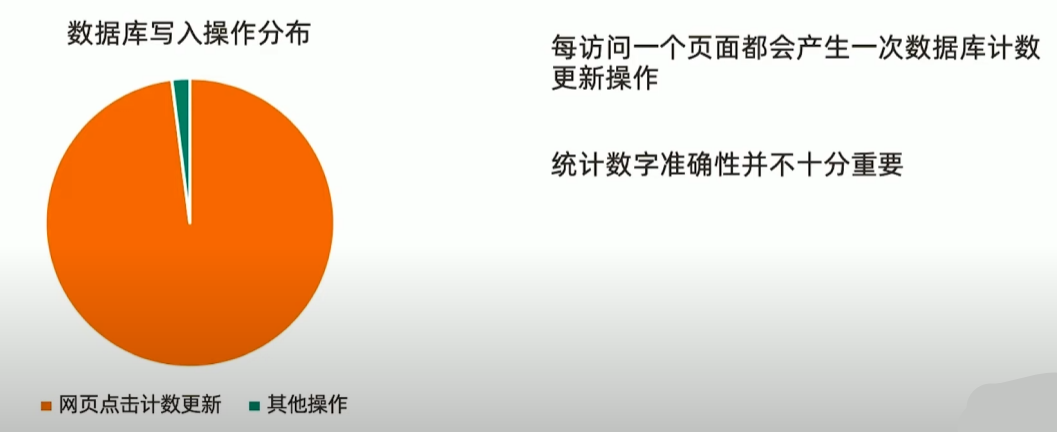 数据库写入操作分布
每访问一个页面都会产生一次数据库计数
更新操作
统计数字准确性并不十分重要
网页点击计数更新
其他操作